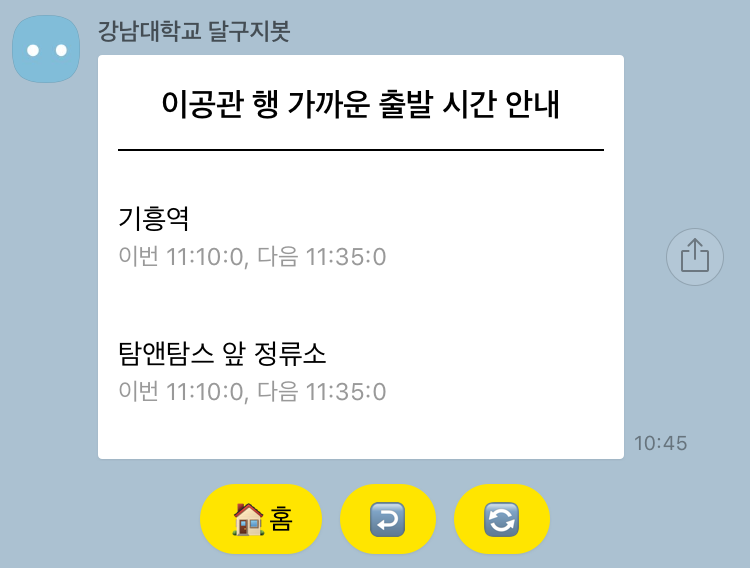 강남대학교 달구지봇
이공관 행 가까운 출발 시간 안내
기흥역
이번 11:10:0, 다음 11:35:0
탐앤탐스 앞 정류소
이번 11:10:0, 다음 11:35:0
10:45
홈